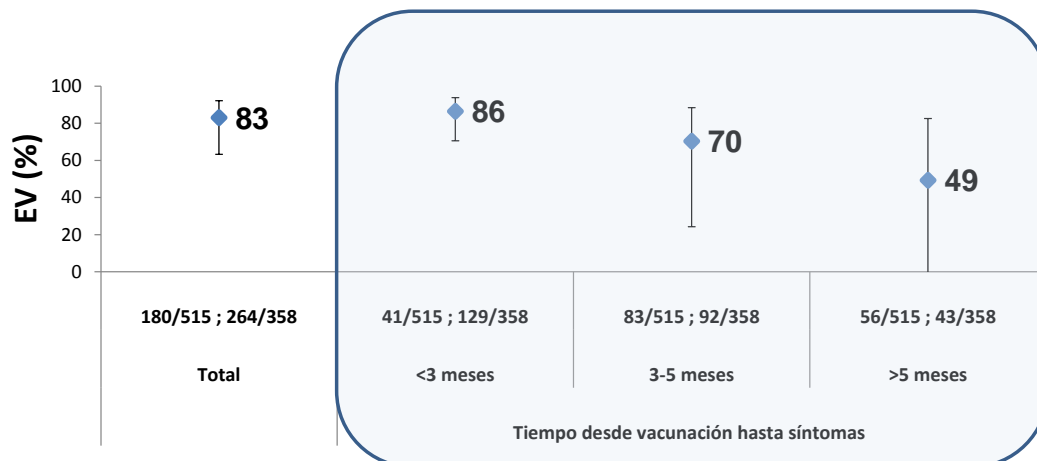 EV (%)
100
80
60
40
20
0
83
86
70
49
180/515 ; 264/358
41/515 ; 129/358
83/515 ; 92/358
56/515 ; 43/358
Total
<3 meses
3-5 meses
>5 meses
Tiempo desde vacunación hasta síntomas